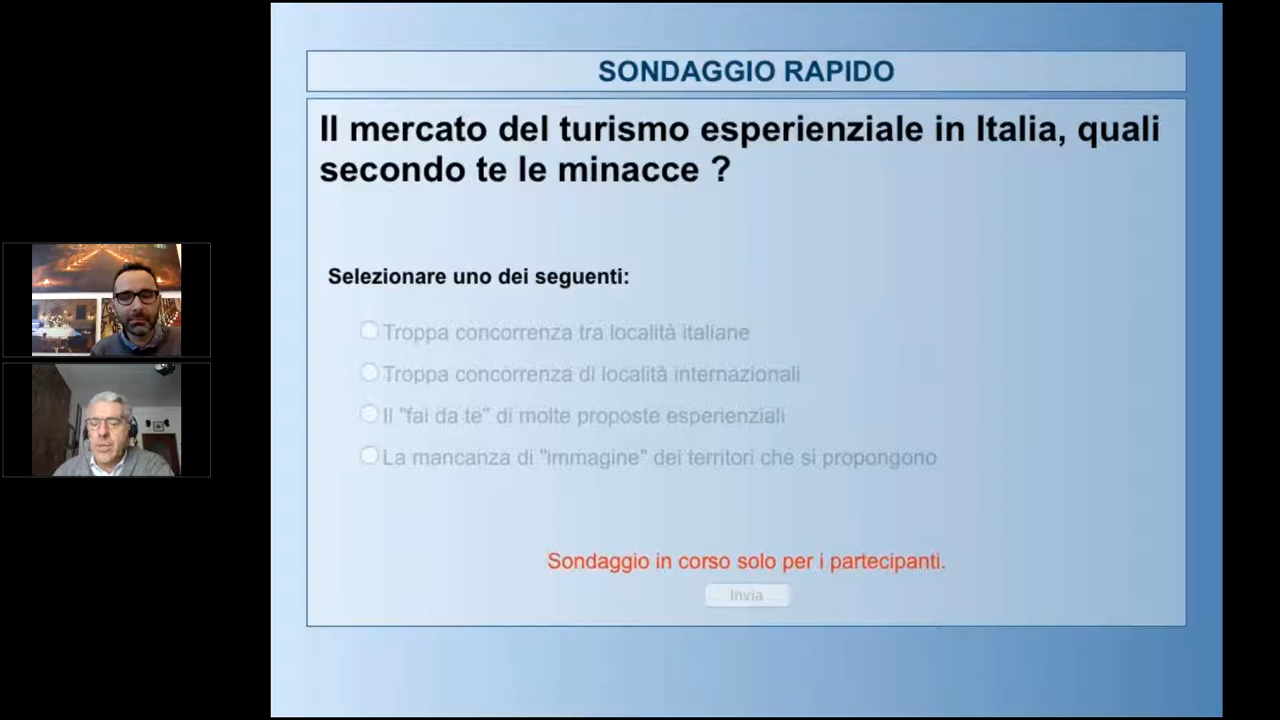 SONDAGGIO RAPIDO
Il mercato del turismo esperienziale in Italia, quali
secondo te le minacce ?
Selezionare uno dei seguenti:
Troppa concorrenza tra località italiane
Troppa concorrenza di località internazionali
Il "fai da te" di molte proposte esperienziali
La mancanza di "immagine" dei territori che si propongono
Sondaggio in corso solo per i partecipanti.
Invia